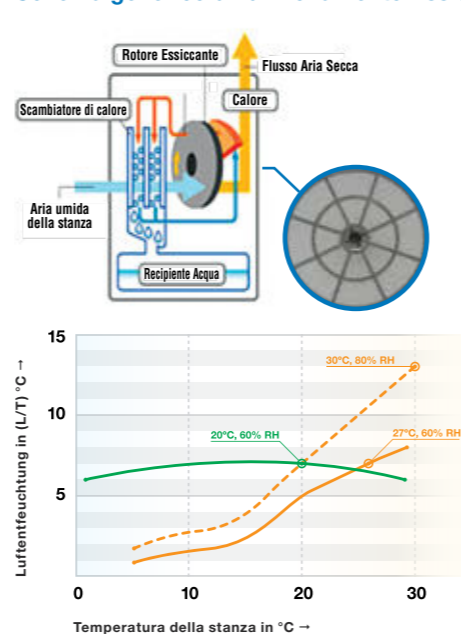 Rotore Essiccante
Flusso Aria Secca
Scambiatore di calore
Calore
Aria umida
della stanza
Recipiente Acqua
15
10
5
0
10
20
30
30°C, 80% RH
20°C, 60% RH
27°C, 60% RH
Luftentfeuchtung in (L/T) °C →
Temperatura della stanza in °C →